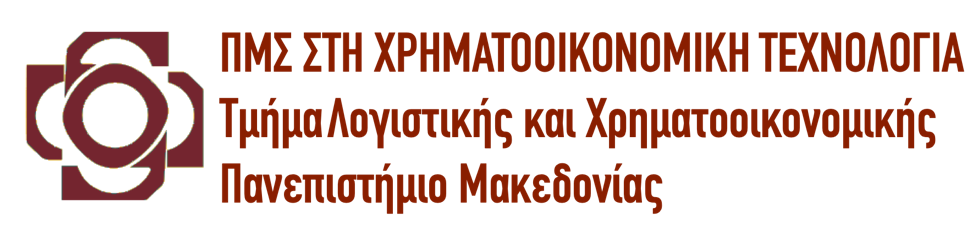 ΠΜΣ ΣΤΗ ΧΡΗΜΑΤΟΟΙΚΟΝΟΜΙΚΗ ΤΕΧΝΟΛΟΓΙΑ
Τμήμα Λογιστικής και Χρηματοοικονομικής
Πανεπιστήμιο Μακεδονίας